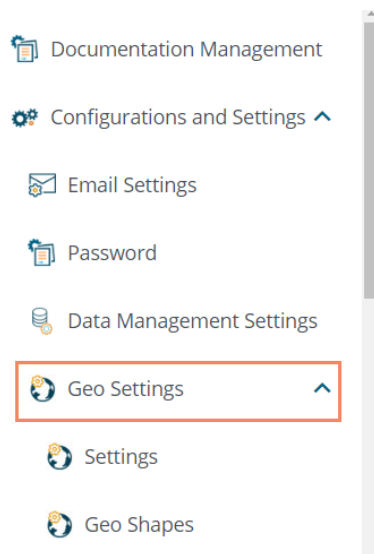 Documentation Management
Configurations and Settings
Email Settings
Password
Data Management Settings
Geo Settings
Settings
Geo Shapes